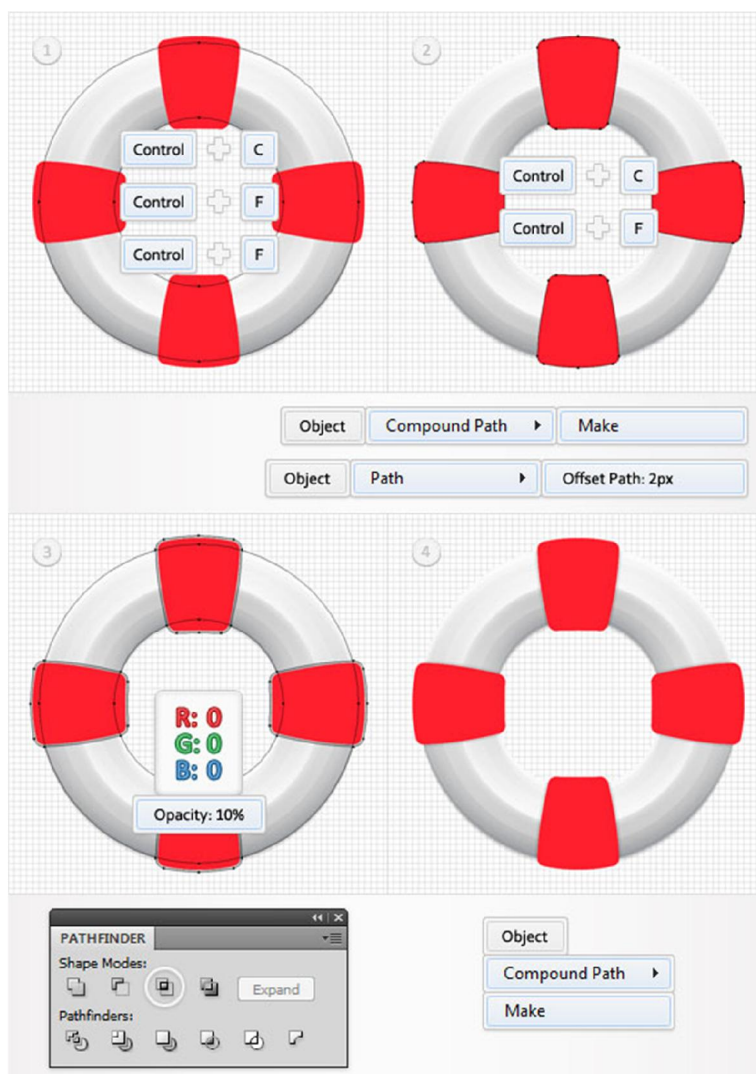 1
Control C
Control F
Control F
2
Control C
Control F
Object Compound Path Make
Object Path Offset Path: 2px
3
R: 0
G: 0
B: 0
Opacity: 10%
4
PATHFINDER
Shape Modes:
Expand
Pathfinders:
Object
Compound Path
Make